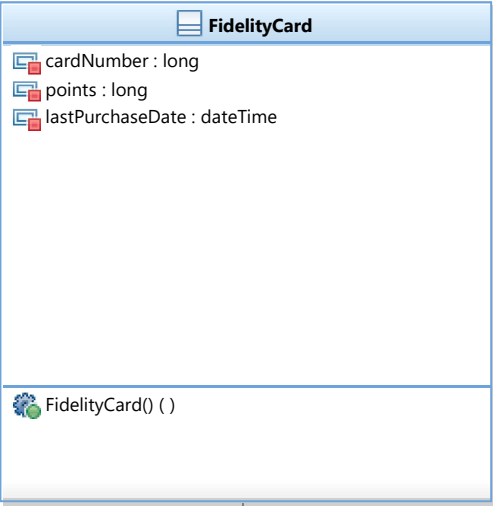 FidelityCard
cardNumber : long
points : long
lastPurchaseDate : dateTime
FidelityCard() ( )